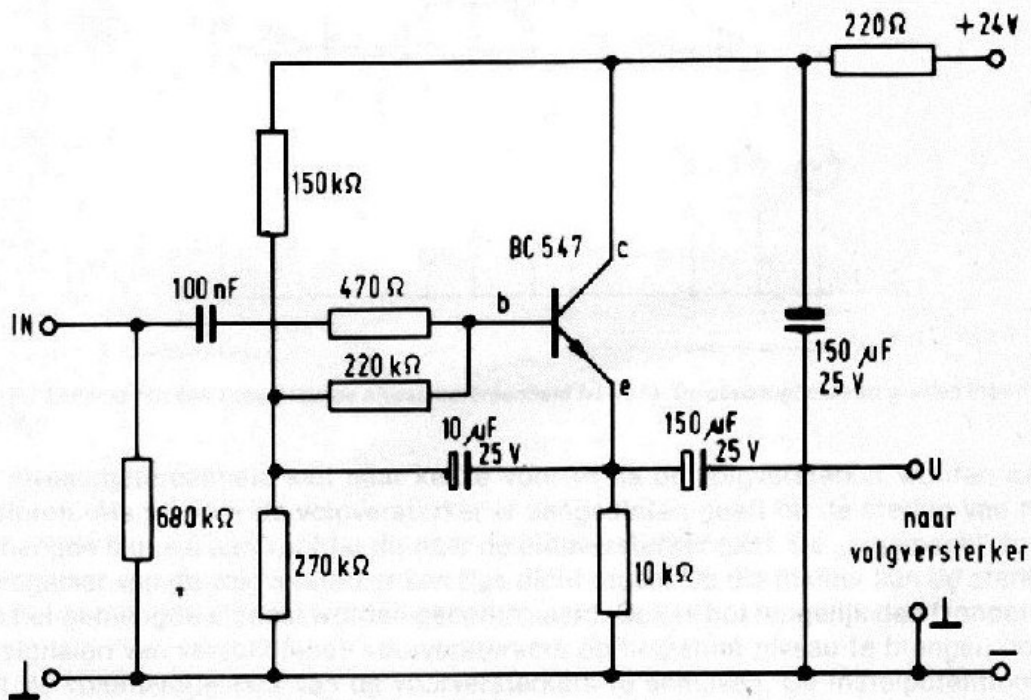 220Ω
+24V
150kΩ
BC 547
c
100nF
470Ω
b
IN
220kΩ
e
150µF
25V
10µF
25V
150µF
25V
U
680kΩ
270kΩ
10kΩ
naar
volgversterker